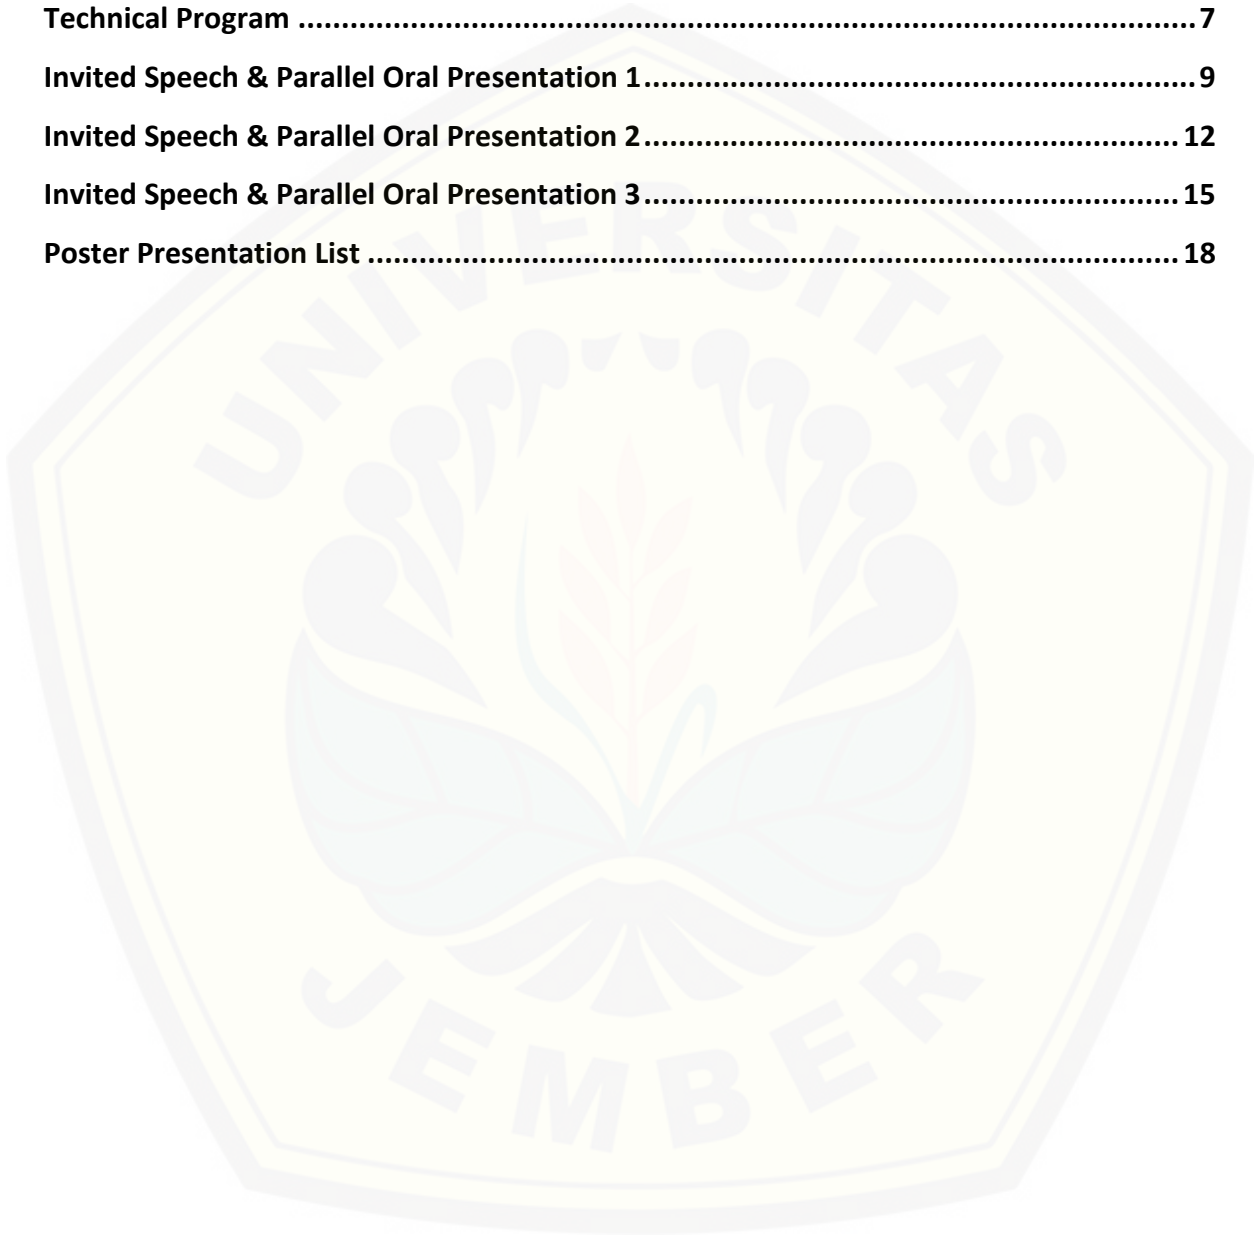 Technical Program ........................................................................................................ 7
Invited Speech & Parallel Oral Presentation 1 ................................................................ 9
Invited Speech & Parallel Oral Presentation 2 .............................................................. 12
Invited Speech & Parallel Oral Presentation 3 .............................................................. 15
Poster Presentation List .............................................................................................. 18
UNIVERSITAS
JEMBER